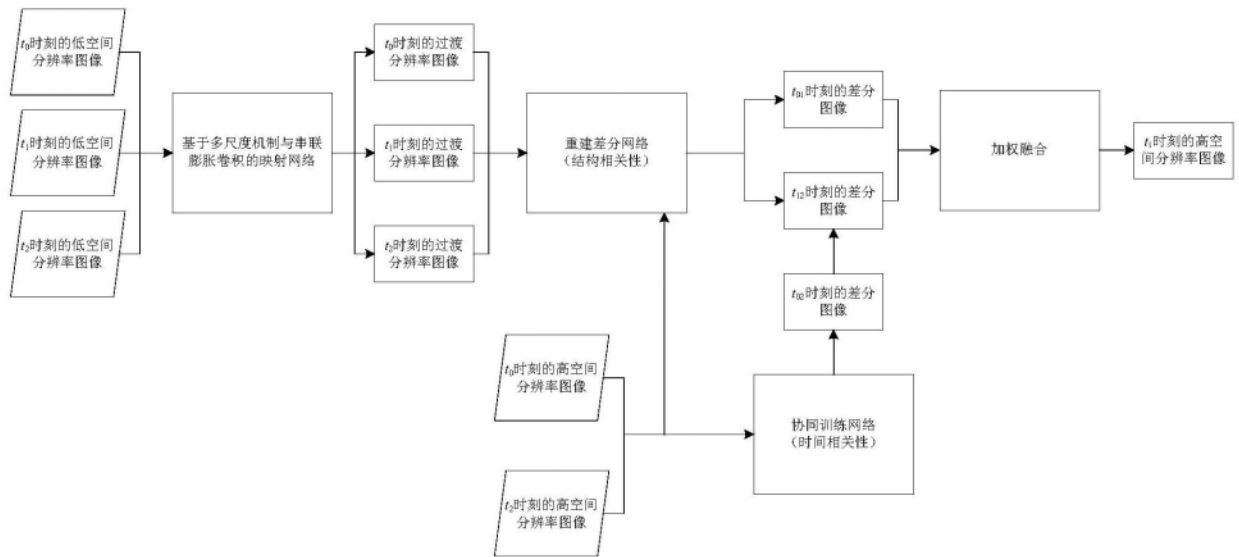 t₀时刻的低空间
分辨率图像
t₁时刻的低空间
分辨率图像
t₂时刻的低空间
分辨率图像
基于多尺度机制与串联
膨胀卷积的映射网络
t₀时刻的过渡
分辨率图像
t₁时刻的过渡
分辨率图像
t₂时刻的过渡
分辨率图像
重建差分网络
（结构相关性）
t₀₁时刻的差分
图像
t₁₂时刻的差分
图像
t₀₂时刻的差分
图像
加权融合
t₁时刻的高空
间分辨率图像
t₀时刻的高空间
分辨率图像
t₂时刻的高空间
分辨率图像
协同训练网络
（时间相关性）